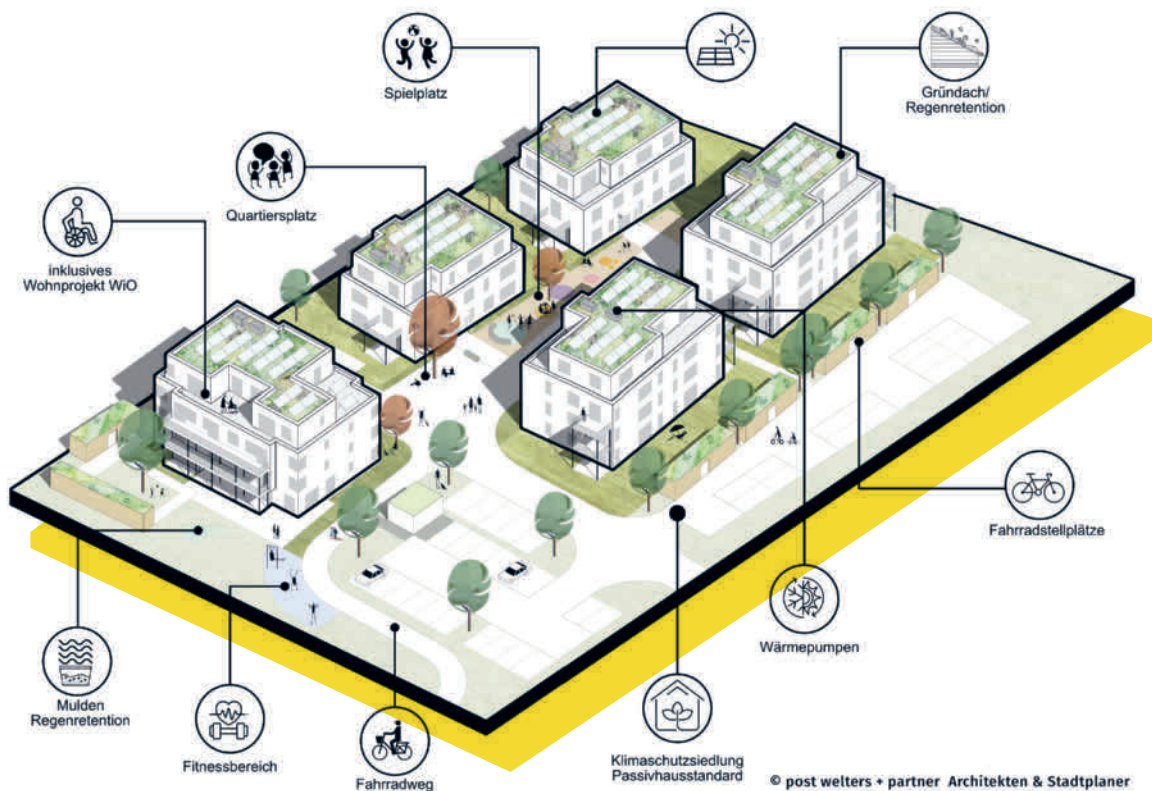 Spielplatz
Gründach/
Regenretention
Quartiersplatz
inklusives
Wohnprojekt WiO
Fahrradstellplätze
Wärmepumpen
Mulden
Regenretention
Fitnessbereich
Fahrradweg
Klimaschutzsiedlung
Passivhausstandard
© post welters + partner Architekten & Stadtplaner